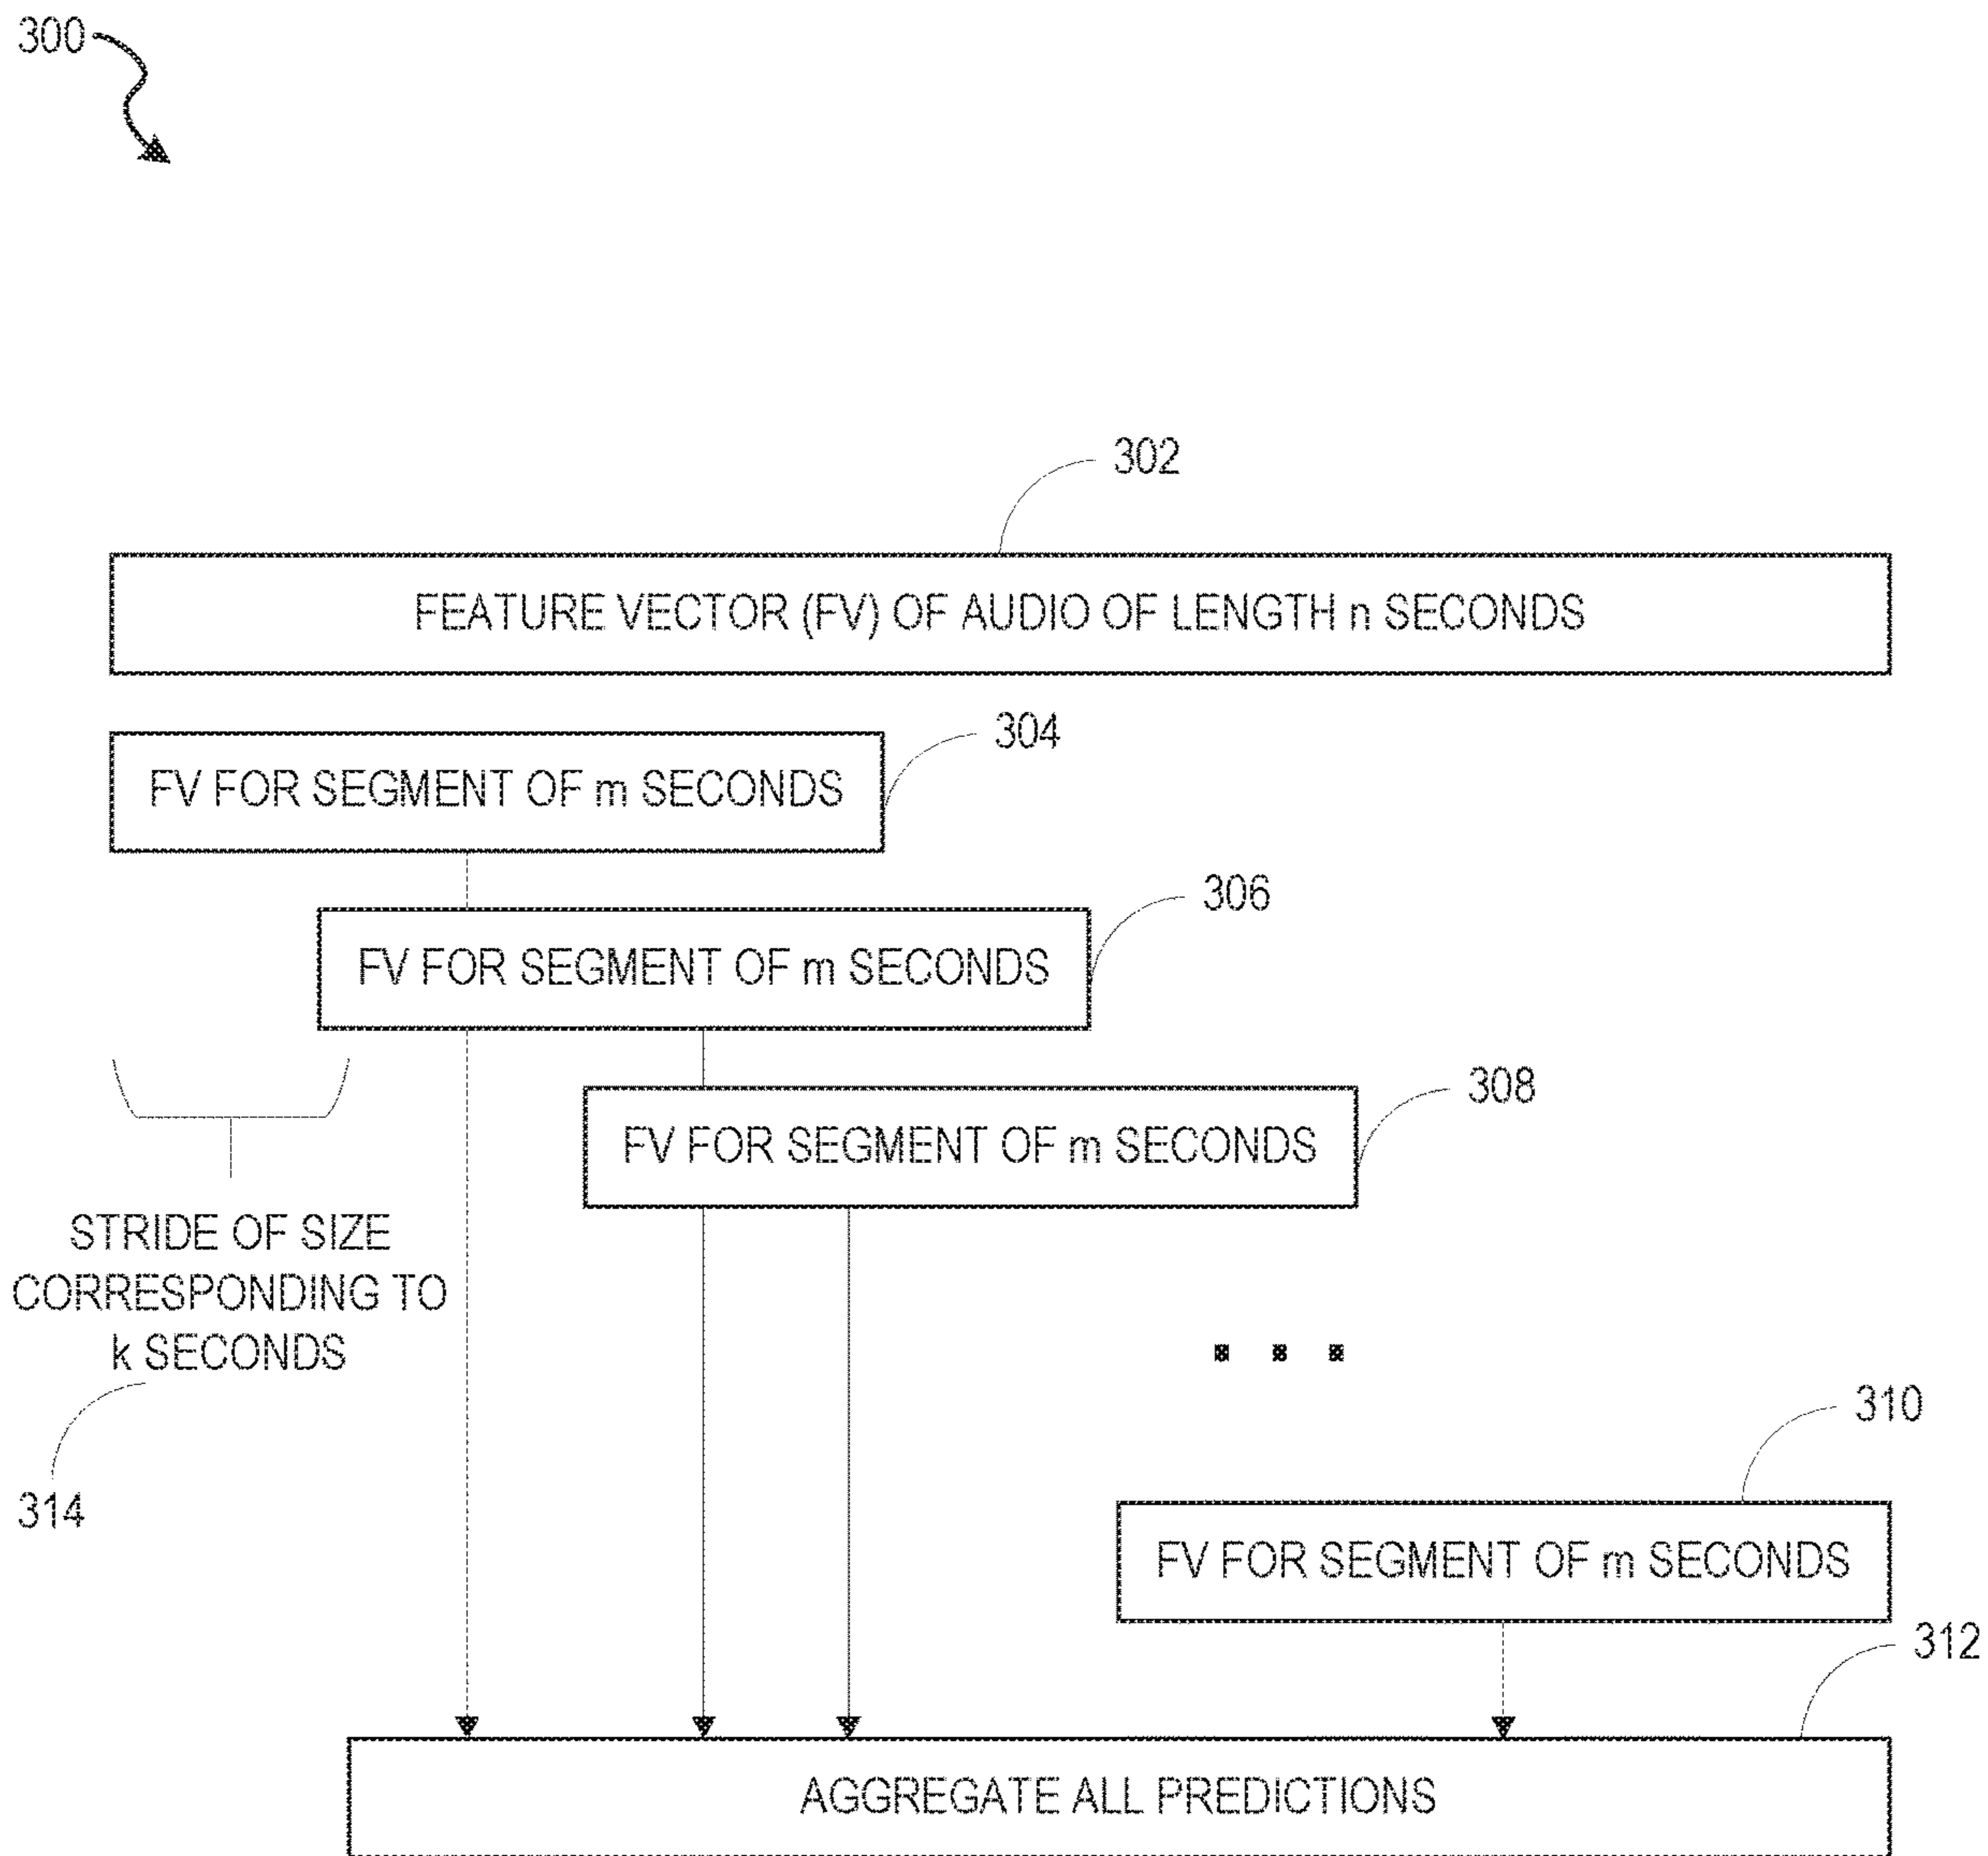 300
302
FEATURE VECTOR (FV) OF AUDIO OF LENGTH n SECONDS
304
FV FOR SEGMENT OF m SECONDS
306
FV FOR SEGMENT OF m SECONDS
308
FV FOR SEGMENT OF m SECONDS
STRIDE OF SIZE
CORRESPONDING TO
k SECONDS
314
310
FV FOR SEGMENT OF m SECONDS
312
AGGREGATE ALL PREDICTIONS